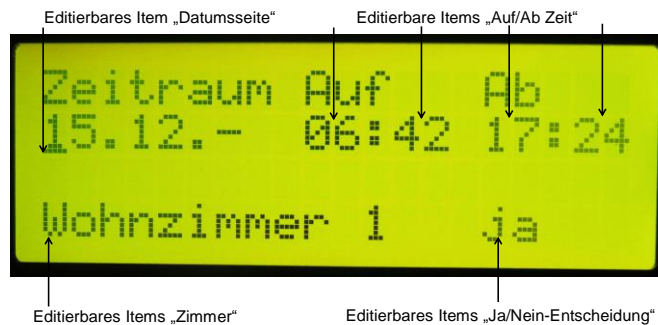 Editierbares Item „Datumsseite“ Editierbare Items „Auf/Ab Zeit“
Zeitraum Auf Ab
15.12.- 06:42 17:24
Wohnzimmer 1 ja
Editierbares Items „Zimmer“ Editierbares Items „Ja/Nein-Entscheidung“